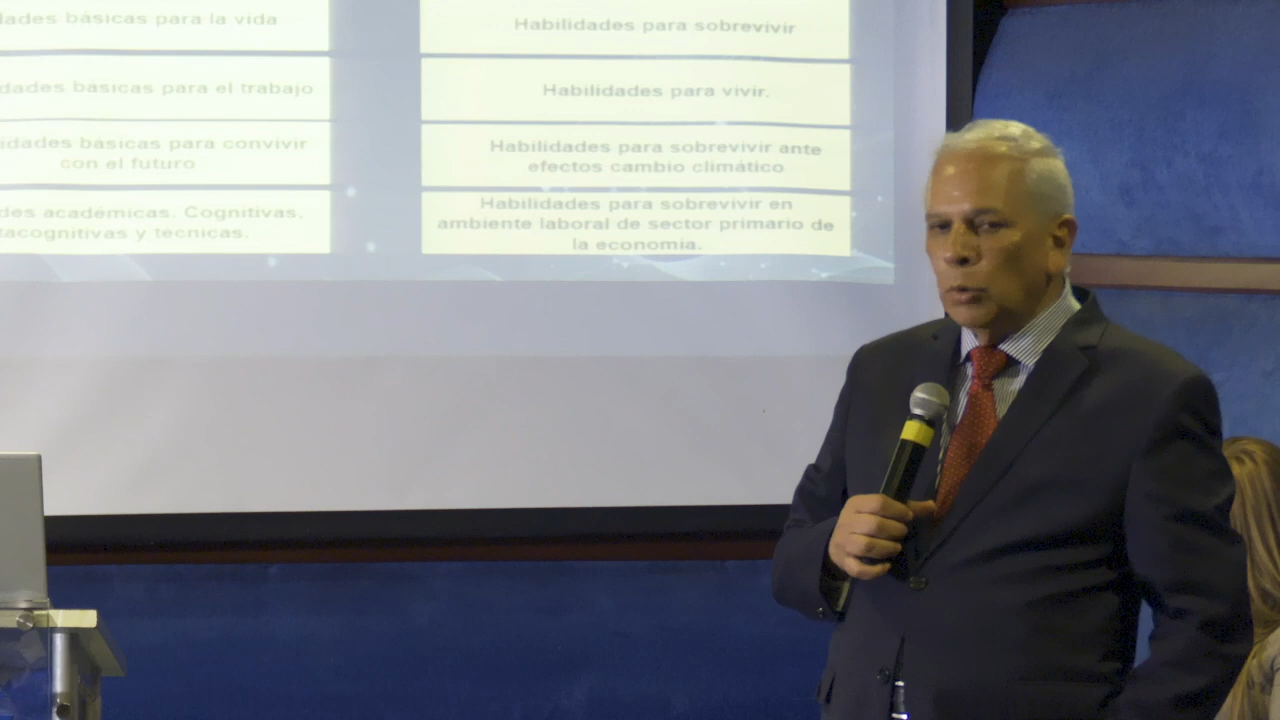 básicas para la vida
básicas para el trabajo
básicas para convivir
con el futuro
académicas. Cognitivas,
y técnicas.
Habilidades para sobrevivir
Habilidades para vivir.
Habilidades para sobrevivir ante
efectos cambio climático
Habilidades para sobrevivir en
ambiente laboral de sector primario de
la economía.